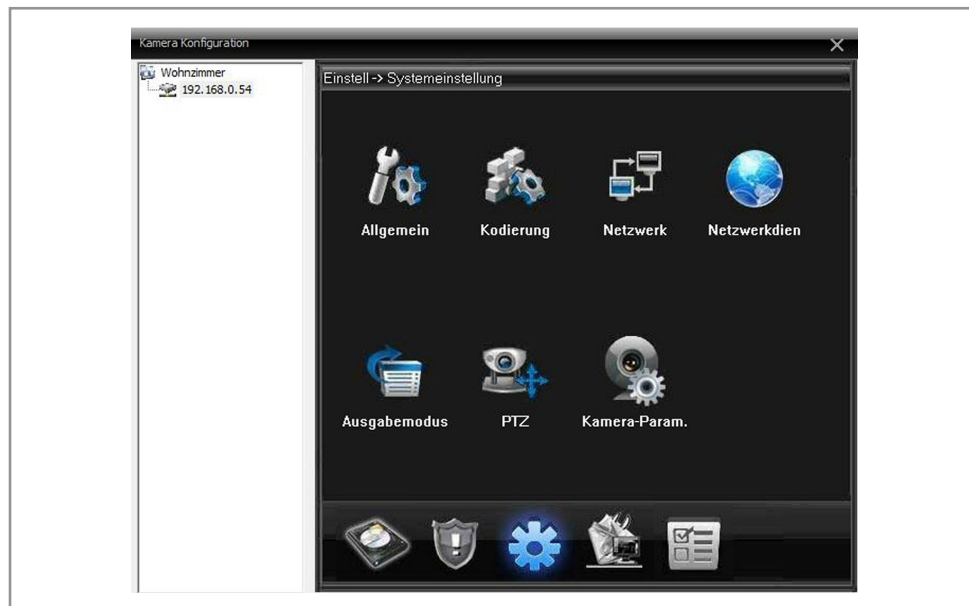 Kamera Konfiguration
Wohnzimmer
192.168.0.54
Einstell-> Systemeinstellung
Allgemein
Kodierung
Netzwerk
Netzwerkdien
Ausgabemodus
PTZ
Kamera-Param.